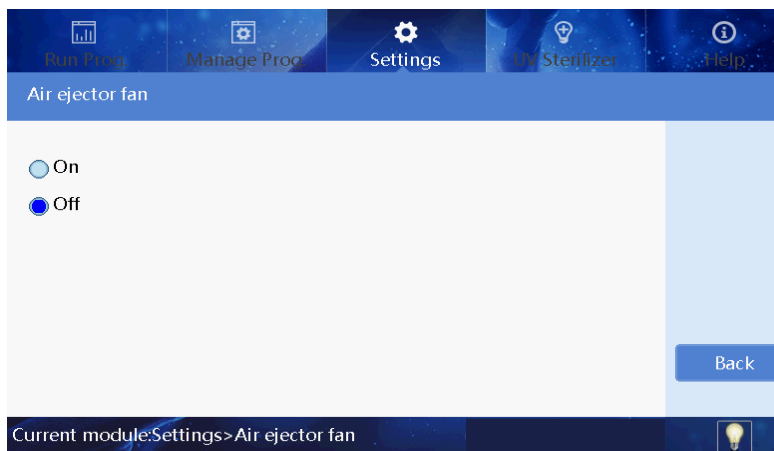 Run Prog. Manage Prog. Settings UV Sterilizer Help
Air ejector fan
On
Off
Back
Current module:Settings>Air ejector fan